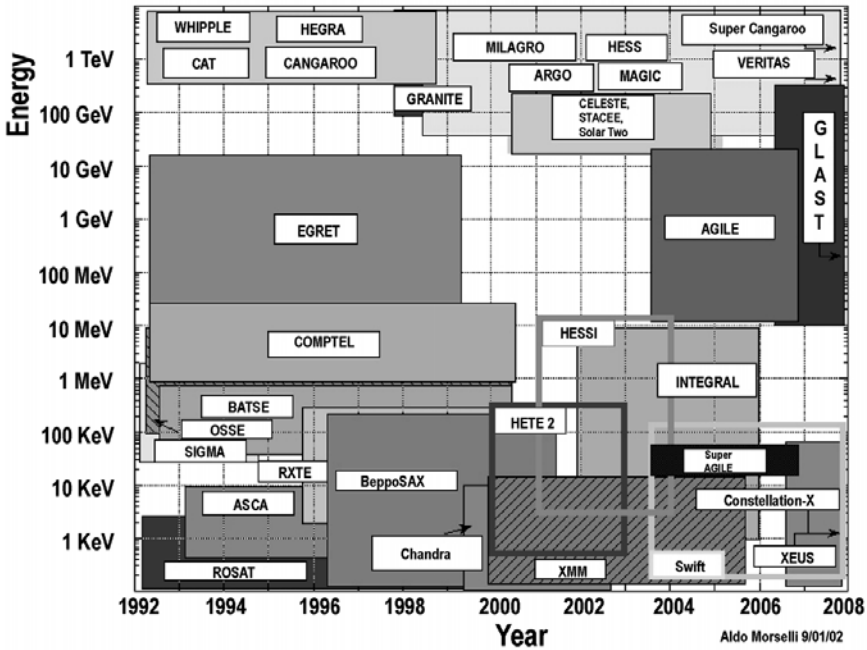 Energy
1 TeV
100 GeV
10 GeV
1 GeV
100 MeV
10 MeV
1 MeV
100 KeV
10 KeV
1 KeV
WHIPPLE
HEGRA
CAT
CANGAROO
GRANITE
MILAGRO
HESS
ARGO
MAGIC
CELESTE,
STACEE,
Solar Two
Super Cangaroo
VERITAS
GLAST
EGRET
AGILE
COMPTEL
HESSI
INTEGRAL
BATSE
OSSE
SIGMA
RXTE
HETE 2
Super
AGILE
BeppoSAX
ASCA
Constellation-X
Chandra
ROSAT
XMM
Swift
XEUS
1992
1994
1996
1998
2000
2002
2004
2006
2008
Year
Aldo Morselli 9/01/02